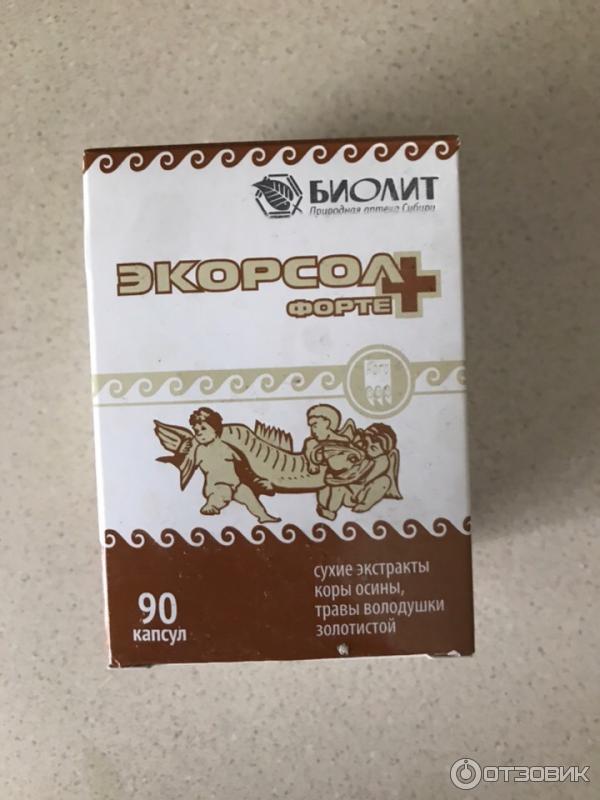 БИОЛИТ
Природная аптека Сибири
ЭКОРСОЛ
ФОРТЕ
90
капсул
сухие экстракты
коры осины,
травы володушки
золотистой
ОТЗОВИК